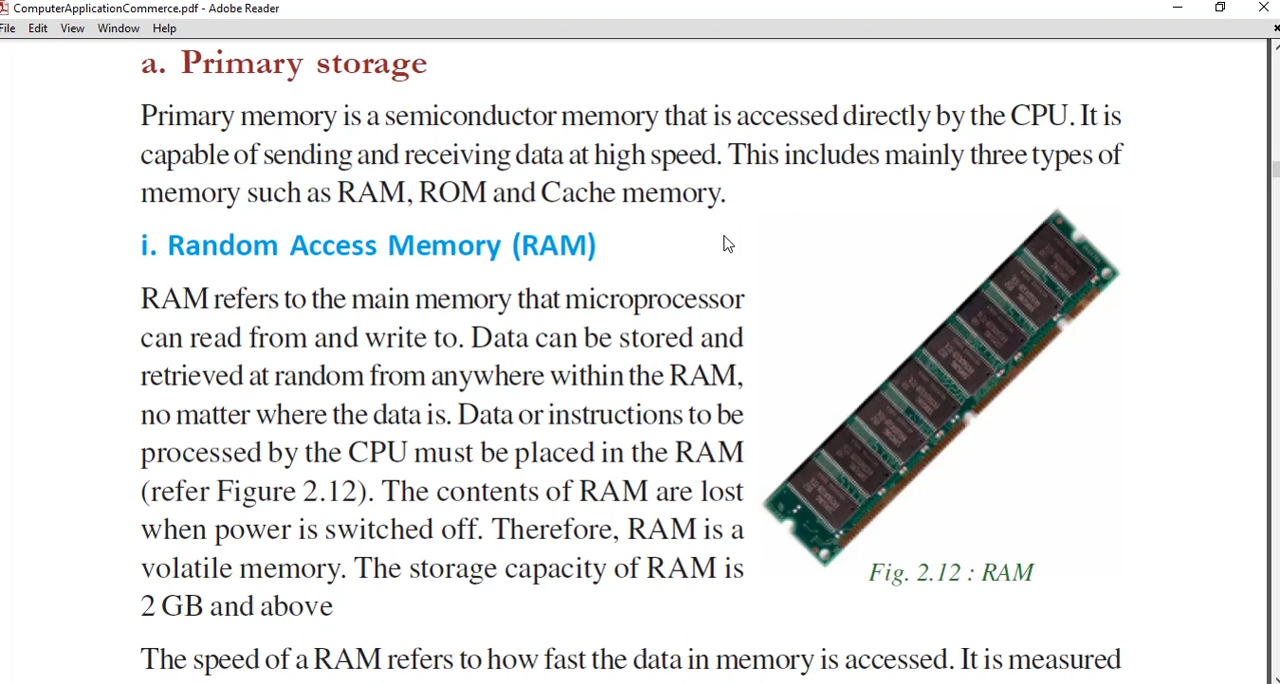 ComputerApplicationCommerce.pdf - Adobe Reader
File Edit View Window Help
a. Primary storage
Primary memory is a semiconductor memory that is accessed directly by the CPU. It is
capable of sending and receiving data at high speed. This includes mainly three types of
memory such as RAM, ROM and Cache memory.
i. Random Access Memory (RAM)
RAM refers to the main memory that microprocessor
can read from and write to. Data can be stored and
retrieved at random from anywhere within the RAM,
no matter where the data is. Data or instructions to be
processed by the CPU must be placed in the RAM
(refer Figure 2.12). The contents of RAM are lost
when power is switched off. Therefore, RAM is a
volatile memory. The storage capacity of RAM is
2 GB and above
Fig. 2.12 : RAM
The speed of a RAM refers to how fast the data in memory is accessed. It is measured